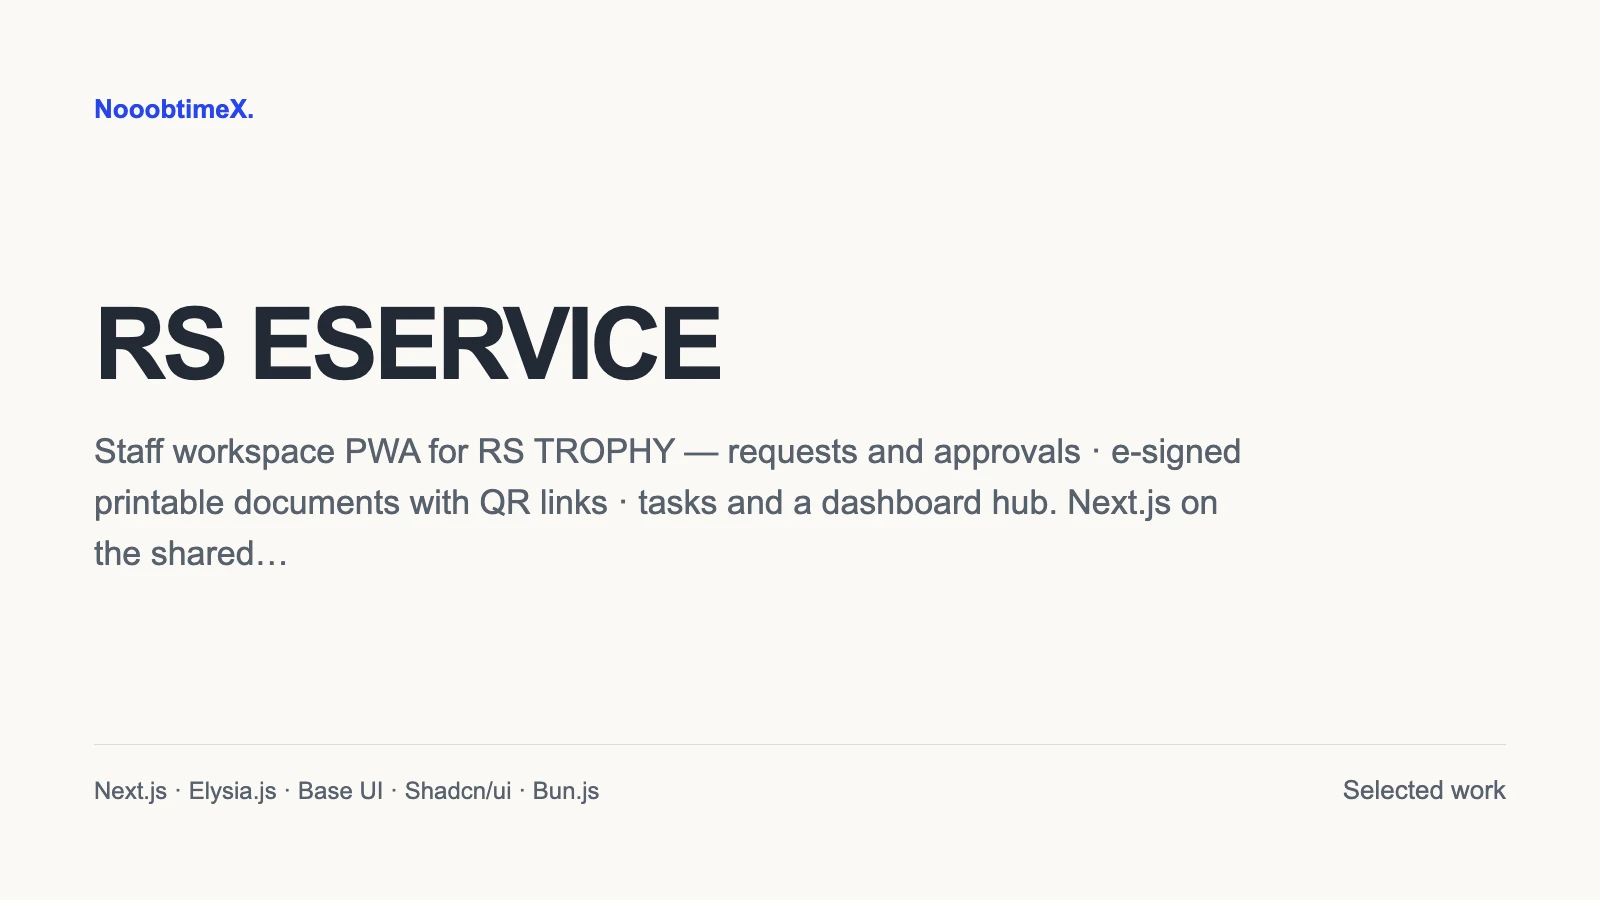 NooobtimeX.
RS ESERVICE
Staff workspace PWA for RS TROPHY — requests and approvals · e-signed
printable documents with QR links · tasks and a dashboard hub. Next.js on
the shared…
Next.js · Elysia.js · Base UI · Shadcn/ui · Bun.js
Selected work